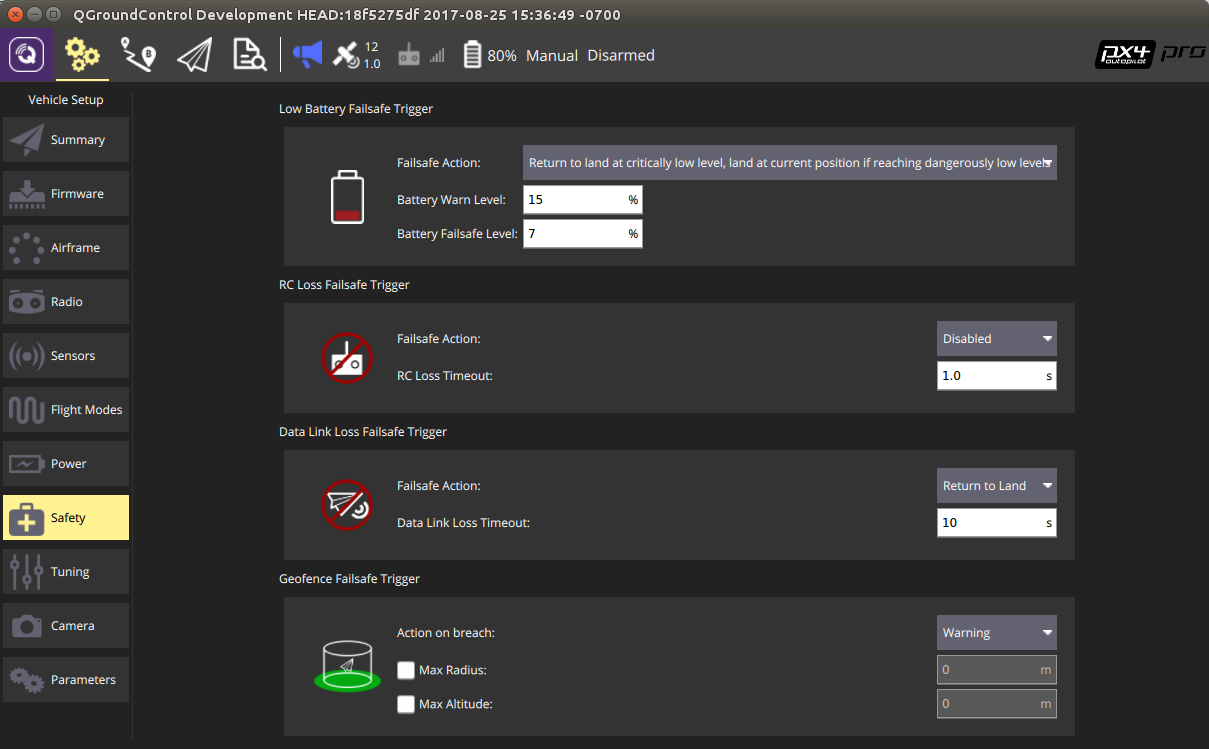 QGroundControl Development HEAD:18f5275df 2017-08-25 15:36:49 -0700
B
12
1.0
80% Manual Disarmed
px4 pro
autopilot
Vehicle Setup
Summary
Firmware
Airframe
Radio
Sensors
Flight Modes
Power
Safety
Tuning
Camera
Parameters
Low Battery Failsafe Trigger
Failsafe Action: Return to land at critically low level, land at current position if reaching dangerously low levels
Battery Warn Level: 15 %
Battery Failsafe Level: 7 %
RC Loss Failsafe Trigger
Failsafe Action: Disabled
RC Loss Timeout: 1.0 s
Data Link Loss Failsafe Trigger
Failsafe Action: Return to Land
Data Link Loss Timeout: 10 s
Geofence Failsafe Trigger
Action on breach: Warning
Max Radius: 0 m
Max Altitude: 0 m